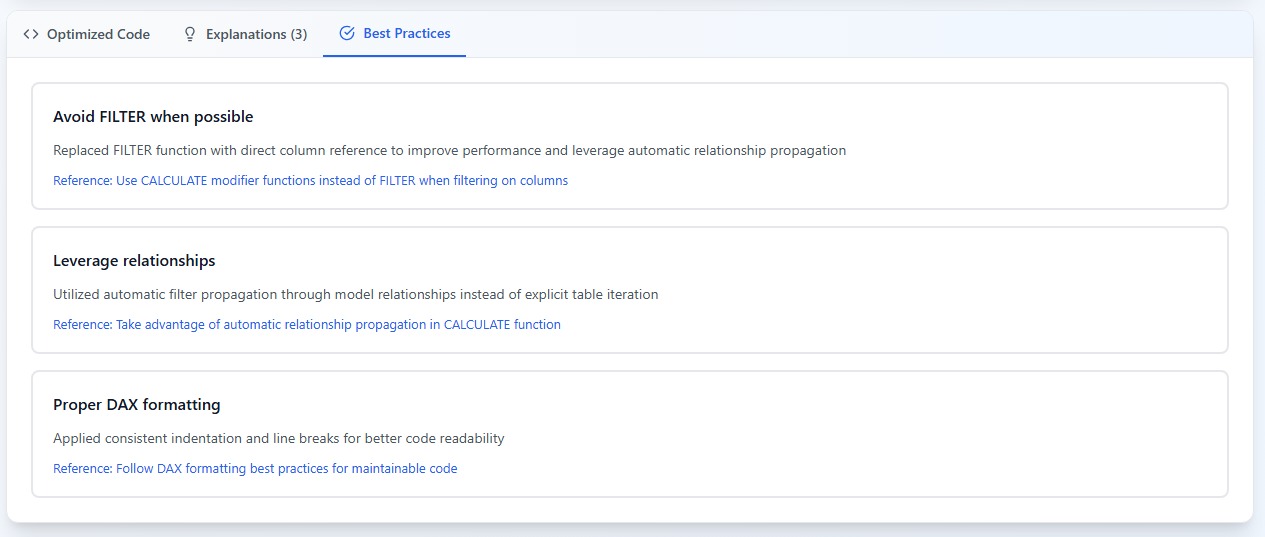 Optimized Code
Explanations (3)
Best Practices
Avoid FILTER when possible
Replaced FILTER function with direct column reference to improve performance and leverage automatic relationship propagation
Reference: Use CALCULATE modifier functions instead of FILTER when filtering on columns
Leverage relationships
Utilized automatic filter propagation through model relationships instead of explicit table iteration
Reference: Take advantage of automatic relationship propagation in CALCULATE function
Proper DAX formatting
Applied consistent indentation and line breaks for better code readability
Reference: Follow DAX formatting best practices for maintainable code